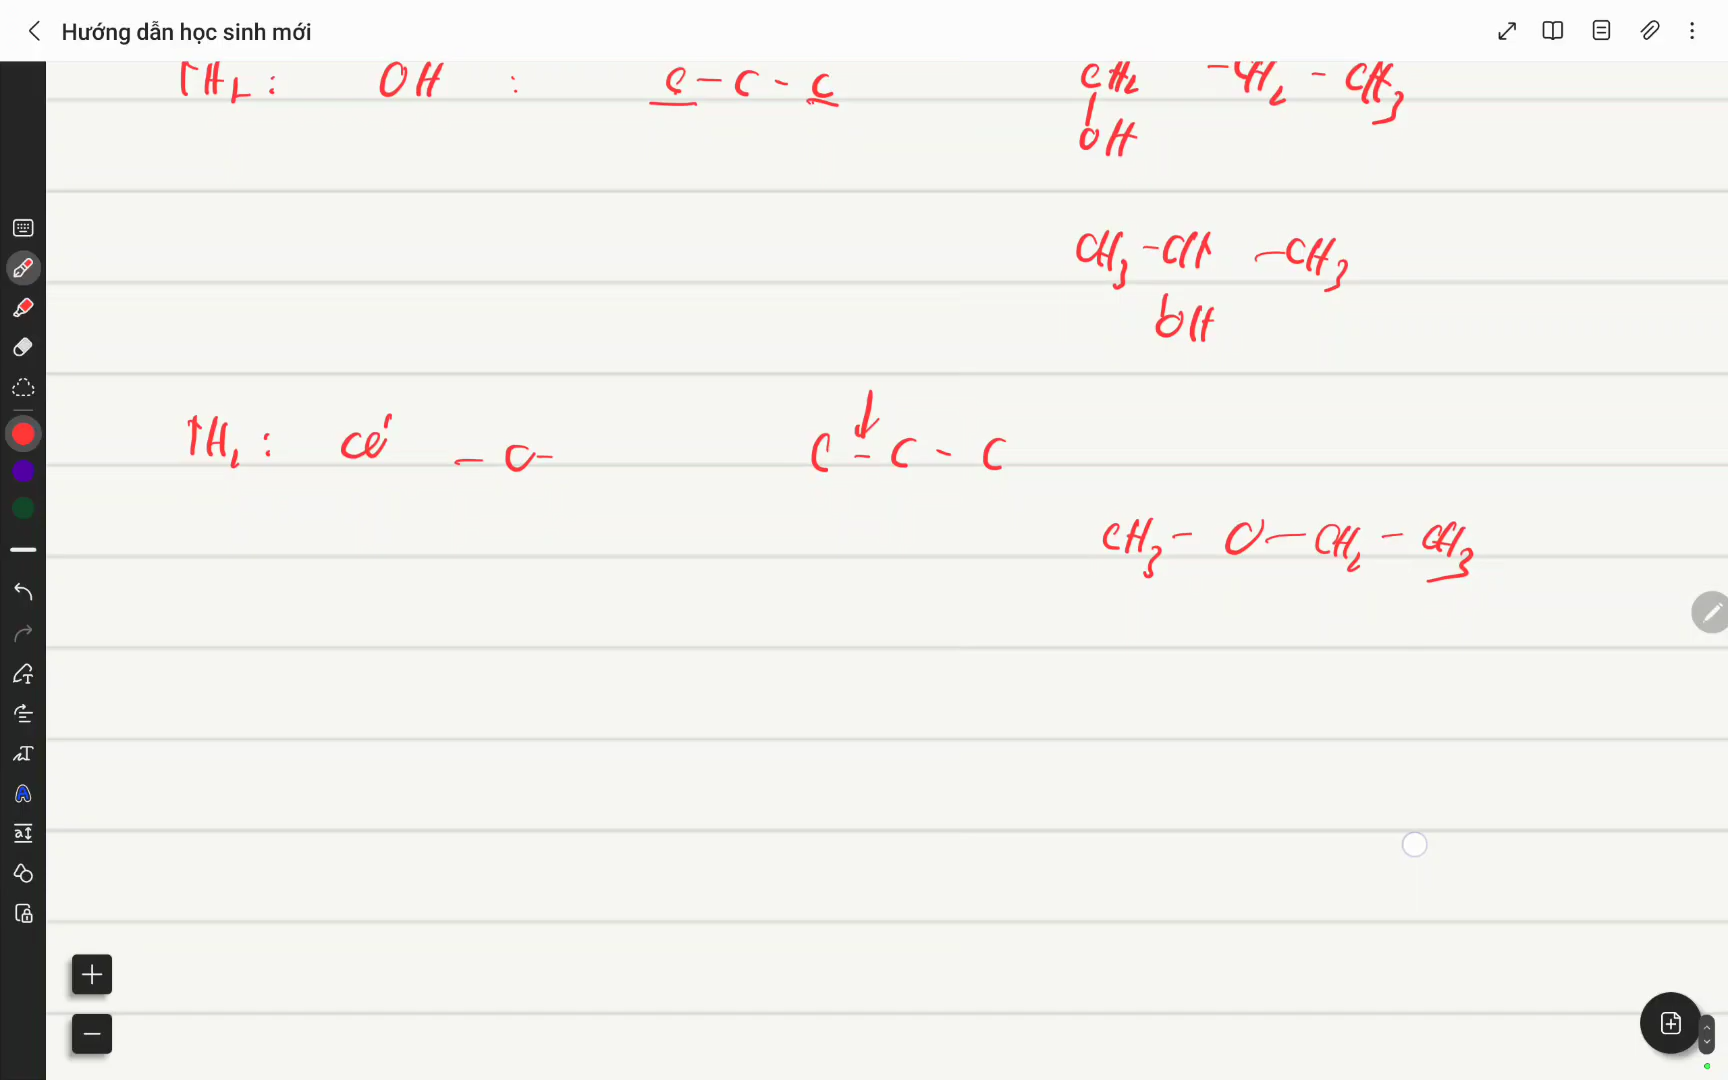 Hướng dẫn học sinh mới
TH1: OH : C - C - C CH2 - CH2 - CH3
OH
CH3 - CH - CH3
OH
TH2: có - O - C - C - C
CH3 - O - CH2 - CH3